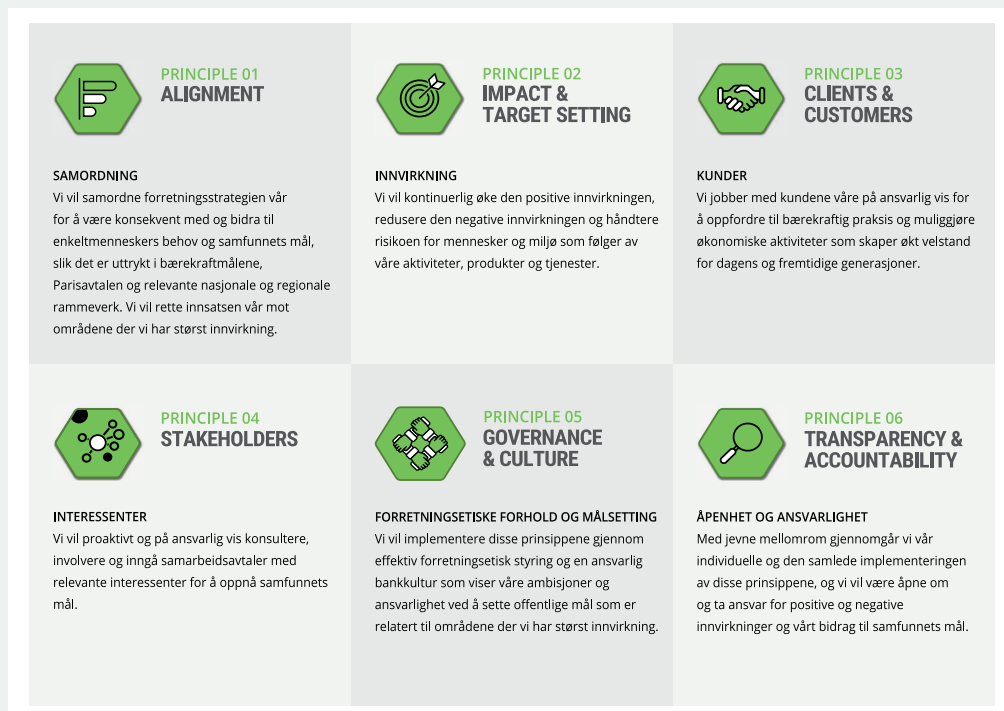 PRINCIPLE 01
ALIGNMENT
SAMORDNING
Vi vil samordne forretningsstrategien vår
for å være konsekvent med og bidra til
enkeltmenneskers behov og samfunnets mål,
slik det er uttrykt i bærekraftmålene,
Parisavtalen og relevante nasjonale og regionale
rammeverk. Vi vil rette innsatsen vår mot
områdene der vi har størst innvirkning.
PRINCIPLE 02
IMPACT &
TARGET SETTING
INNVIRKNING
Vi vil kontinuerlig øke den positive innvirkningen,
redusere den negative innvirkningen og håndtere
risikoen for mennesker og miljø som følger av
våre aktiviteter, produkter og tjenester.
PRINCIPLE 03
CLIENTS &
CUSTOMERS
KUNDER
Vi jobber med kundene våre på ansvarlig vis for
å oppfordre til bærekraftig praksis og muliggjøre
økonomiske aktiviteter som skaper økt velstand
for dagens og fremtidige generasjoner.
PRINCIPLE 04
STAKEHOLDERS
INTERESSENTER
Vi vil proaktivt og på ansvarlig vis konsultere,
involvere og inngå samarbeidsavtaler med
relevante interessenter for å oppnå samfunnets
mål.
PRINCIPLE 05
GOVERNANCE
& CULTURE
FORRETNINGSETISKE FORHOLD OG MÅLSETTING
Vi vil implementere disse prinsippene gjennom
effektiv forretningsetisk styring og en ansvarlig
bankkultur som viser våre ambisjoner og
ansvarlighet ved å sette offentlige mål som er
relatert til områdene der vi har størst innvirkning.
PRINCIPLE 06
TRANSPARENCY &
ACCOUNTABILITY
ÅPENHET OG ANSVARLIGHET
Med jevne mellomrom gjennomgår vi vår
individuelle og den samlede implementeringen
av disse prinsippene, og vi vil være åpne om
og ta ansvar for positive og negative
innvirkninger og vårt bidrag til samfunnets mål.